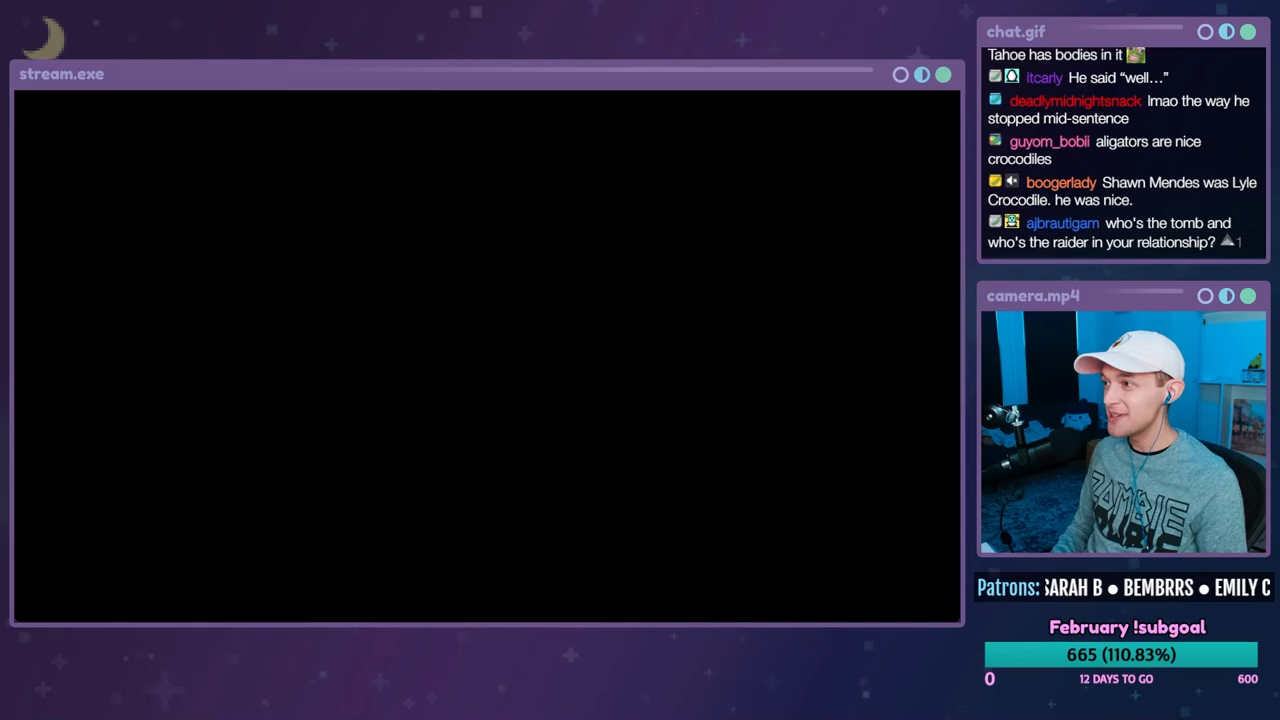 stream.exe
chat.gif
Tahoe has bodies in it
itcarly He said “well…”
deadlymidnightsnack lmao the way he
stopped mid-sentence
guyom_bobii aligators are nice
crocodiles
boogerlady Shawn Mendes was Lyle
Crocodile. he was nice.
ajbrautigam who's the tomb and
who's the raider in your relationship? 1
camera.mp4
ZOMBIE
Patrons: SARAH B ● BEMBRRS ● EMILY C
February !subgoal
665 (110.83%)
0 12 DAYS TO GO 600